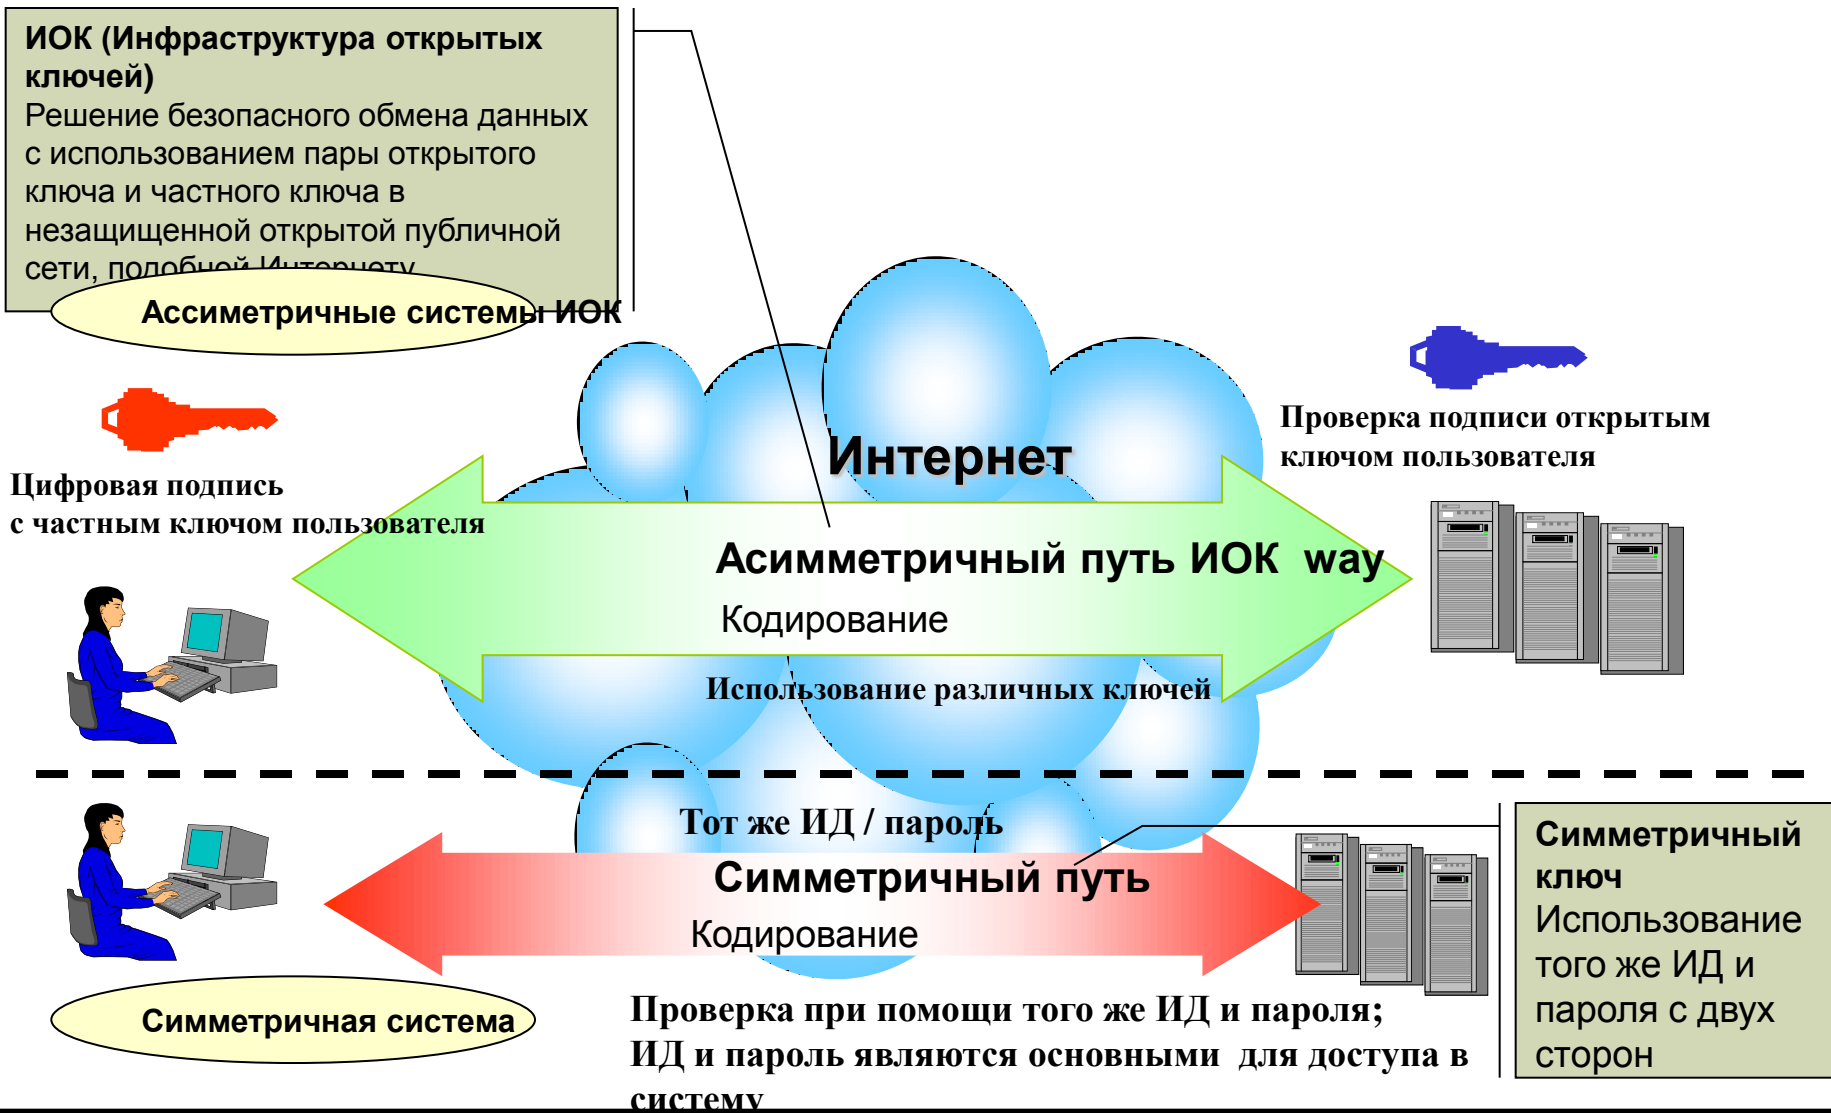 ИОК (Инфраструктура открытых
ключей)
Решение безопасного обмена данных
с использованием пары открытого
ключа и частного ключа в
незащищенной открытой публичной
сети, подобной Интернету
Ассиметричные системы ИОК
Проверка подписи открытым
ключом пользователя
Цифровая подпись
с частным ключом пользователя
Интернет
Асимметричный путь ИОК way
Кодирование
Использование различных ключей
Тот же ИД / пароль
Симметричный путь
Кодирование
Симметричный
ключ
Использование
того же ИД и
пароля с двух
сторон
Симметричная система
Проверка при помощи того же ИД и пароля;
ИД и пароль являются основными для доступа в
систему